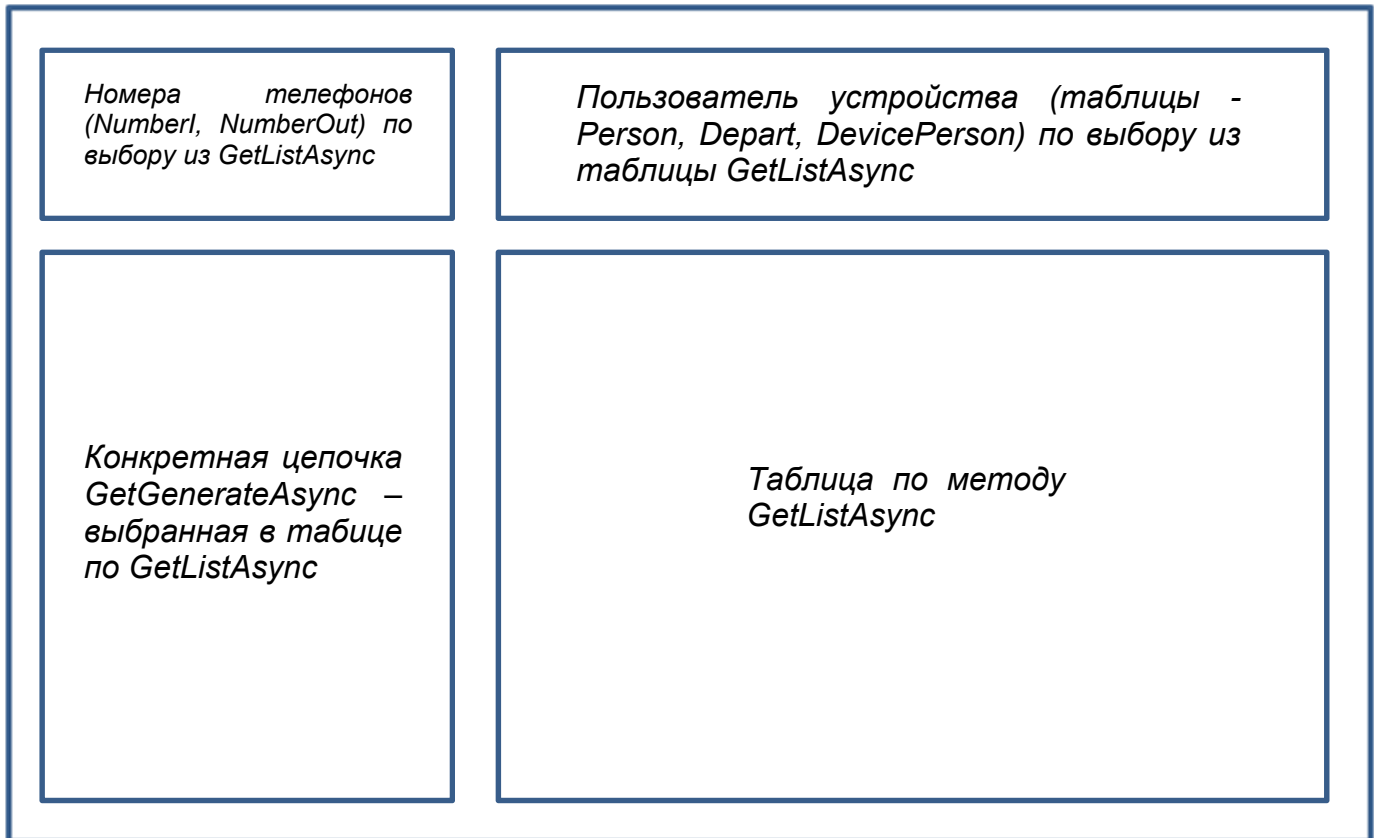 Номера телефонов
(NumberI, NumberOut) по
выбору из GetListAsync
Пользователь устройства (таблицы -
Person, Depart, DevicePerson) по выбору из
таблицы GetListAsync
Конкретная цепочка
GetGenerateAsync –
выбранная в табице
по GetListAsync
Таблица по методу
GetListAsync